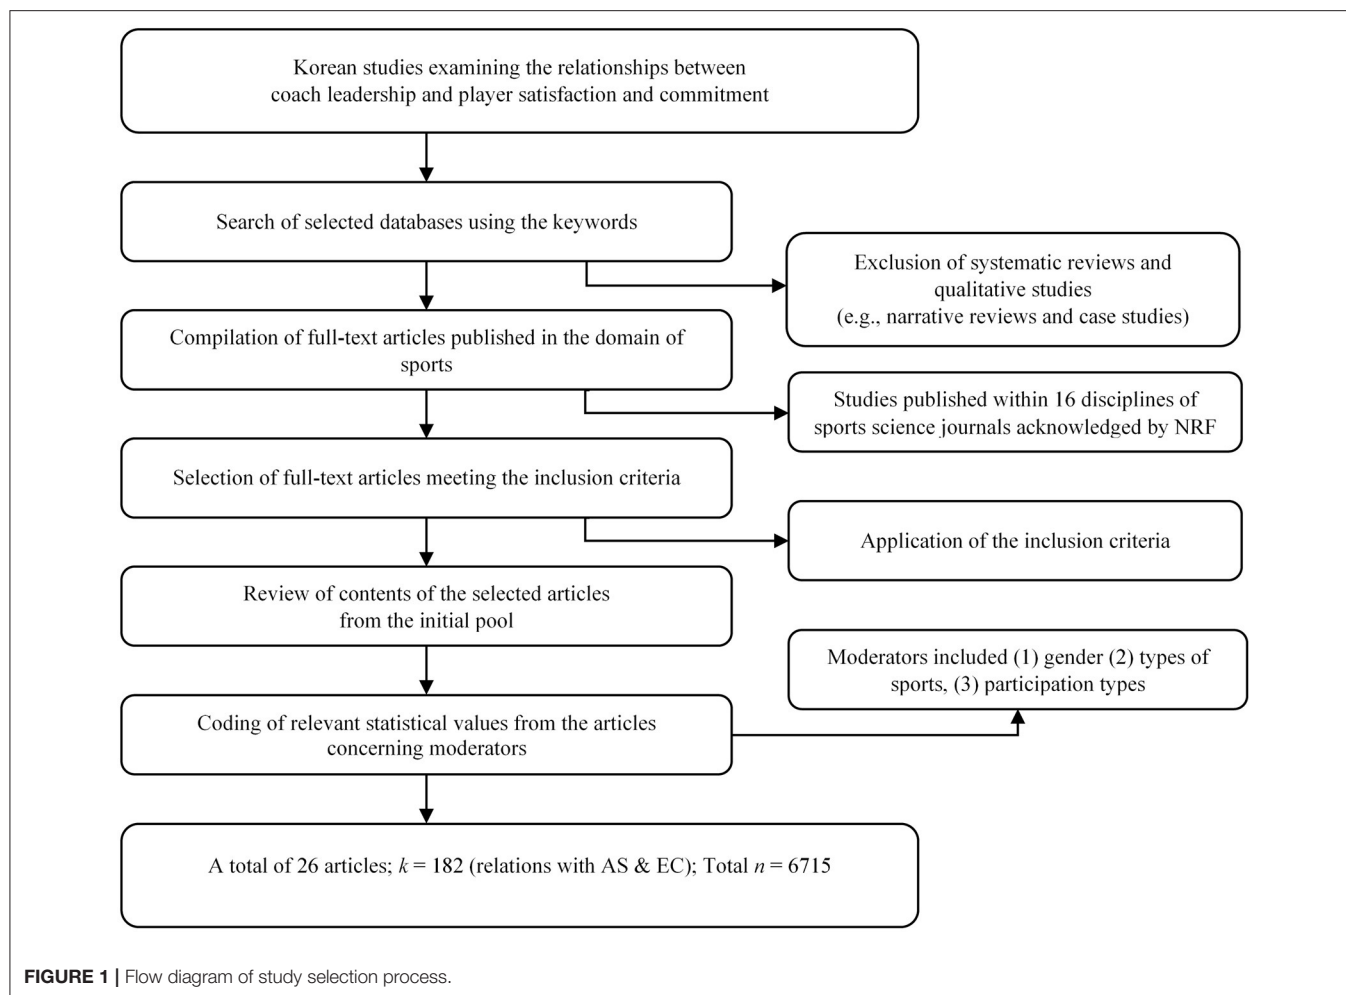 Korean studies examining the relationships between
coach leadership and player satisfaction and commitment
Search of selected databases using the keywords
Exclusion of systematic reviews and
qualitative studies
(e.g., narrative reviews and case studies)
Compilation of full-text articles published in the domain of
sports
Studies published within 16 disciplines of
sports science journals acknowledged by NRF
Selection of full-text articles meeting the inclusion criteria
Application of the inclusion criteria
Review of contents of the selected articles
from the initial pool
Moderators included (1) gender (2) types of
sports, (3) participation types
Coding of relevant statistical values from the articles
concerning moderators
A total of 26 articles; k = 182 (relations with AS & EC); Total n = 6715
FIGURE 1 | Flow diagram of study selection process.